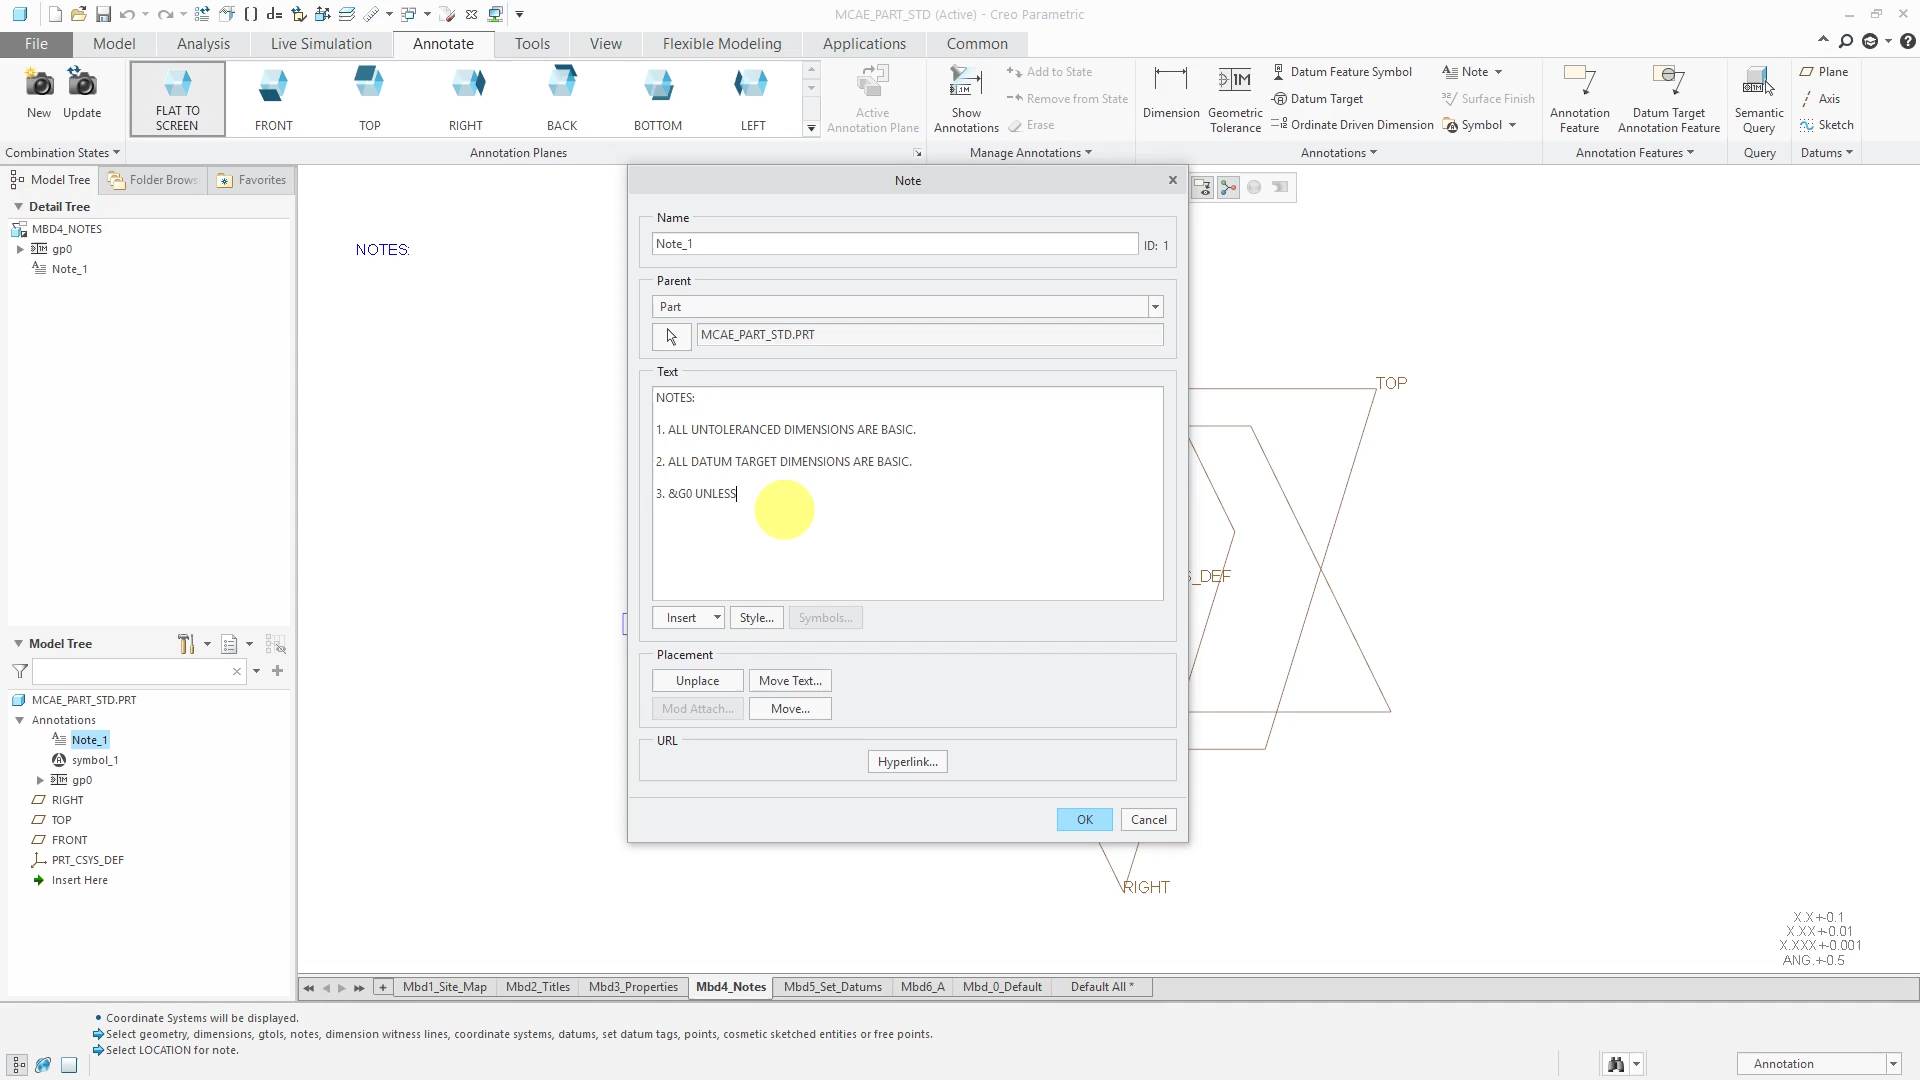 MCAE_PART_STD (Active) - Creo Parametric
File Model Analysis Live Simulation Annotate Tools View Flexible Modeling Applications Common
New Update
Combination States
FLAT TO SCREEN
FRONT
TOP
RIGHT
BACK
BOTTOM
LEFT
Annotation Planes
Active Annotation Plane
Show Annotations
Add to State
Remove from State
Erase
Manage Annotations
Dimension
Geometric Tolerance
Datum Feature Symbol
Datum Target
Ordinate Driven Dimension
Note
Surface Finish
Symbol
Annotations
Annotation Feature
Datum Target Annotation Feature
Annotation Features
Semantic Query
Query
Plane
Axis
Sketch
Datums
Model Tree Folder Brows Favorites
Detail Tree
MBD4_NOTES
gp0
Note_1
Model Tree
MCAE_PART_STD.PRT
Annotations
Note_1
symbol_1
gp0
RIGHT
TOP
FRONT
PRT_CSYS_DEF
Insert Here
NOTES:
Note
Name
Note_1
ID: 1
Parent
Part
MCAE_PART_STD.PRT
Text
NOTES:
1. ALL UNTOLERANCED DIMENSIONS ARE BASIC.
2. ALL DATUM TARGET DIMENSIONS ARE BASIC.
3. &G0 UNLESS
Insert Style... Symbols...
Placement
Unplace Move Text...
Mod Attach... Move...
URL
Hyperlink...
OK Cancel
TOP
S_DEF
RIGHT
X.X+-0.1
X.XX+-0.01
X.XXX+-0.001
ANG.+-0.5
Mbd1_Site_Map Mbd2_Titles Mbd3_Properties Mbd4_Notes Mbd5_Set_Datums Mbd6_A Mbd_0_Default Default All *
Coordinate Systems will be displayed.
Select geometry, dimensions, gtols, notes, dimension witness lines, coordinate systems, datums, set datum tags, points, cosmetic sketched entities or free points.
Select LOCATION for note.
Annotation